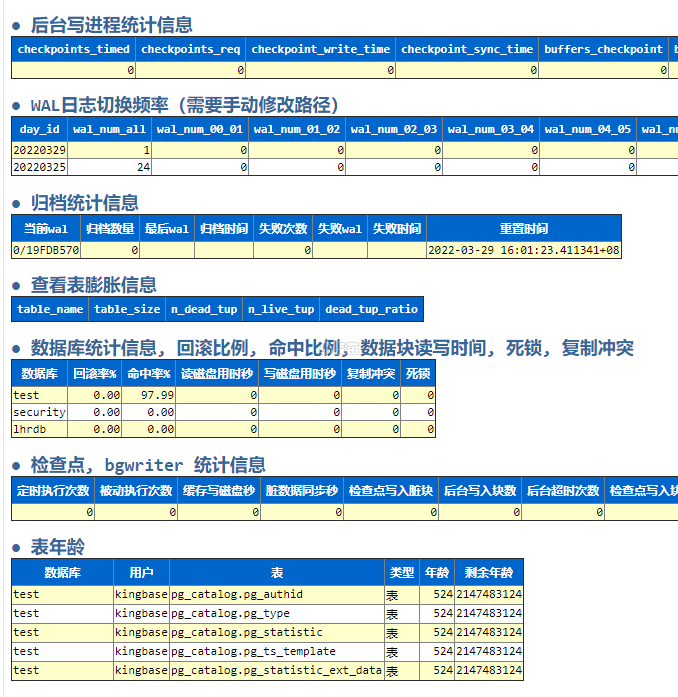 ● 后台写进程统计信息
checkpoints_timed checkpoints_req checkpoint_write_time checkpoint_sync_time buffers_checkpoint b
0 0 0 0 0
● WAL日志切换频率（需要手动修改路径）
day_id wal_num_all wal_num_00_01 wal_num_01_02 wal_num_02_03 wal_num_03_04 wal_num_04_05 wal_nu
20220329 1 0 0 0 0 0
20220325 24 0 0 0 0 0
● 归档统计信息
当前wal 归档数量 最后wal 归档时间 失败次数 失败wal 失败时间 重置时间
0/19FDB570 0 0 2022-03-29 16:01:23.411341+08
● 查看表膨胀信息
table_name table_size n_dead_tup n_live_tup dead_tup_ratio
● 数据库统计信息, 回滚比例, 命中比例, 数据块读写时间, 死锁, 复制冲突
数据库 回滚率% 命中率% 读磁盘用时秒 写磁盘用时秒 复制冲突 死锁
test 0.00 97.99 0 0 0 0
security 0.00 0.00 0 0 0 0
lhrdb 0.00 0.00 0 0 0 0
● 检查点, bgwriter 统计信息
定时执行次数 被动执行次数 缓存写磁盘秒 脏数据同步秒 检查点写入脏块 后台写入块数 后台超时次数 检查点写入块
0 0 0 0 0 0 0
● 表年龄
数据库 用户 表 类型 年龄 剩余年龄
test kingbase pg_catalog.pg_authid 表 524 2147483124
test kingbase pg_catalog.pg_type 表 524 2147483124
test kingbase pg_catalog.pg_statistic 表 524 2147483124
test kingbase pg_catalog.pg_ts_template 表 524 2147483124
test kingbase pg_catalog.pg_statistic_ext_data 表 524 2147483124